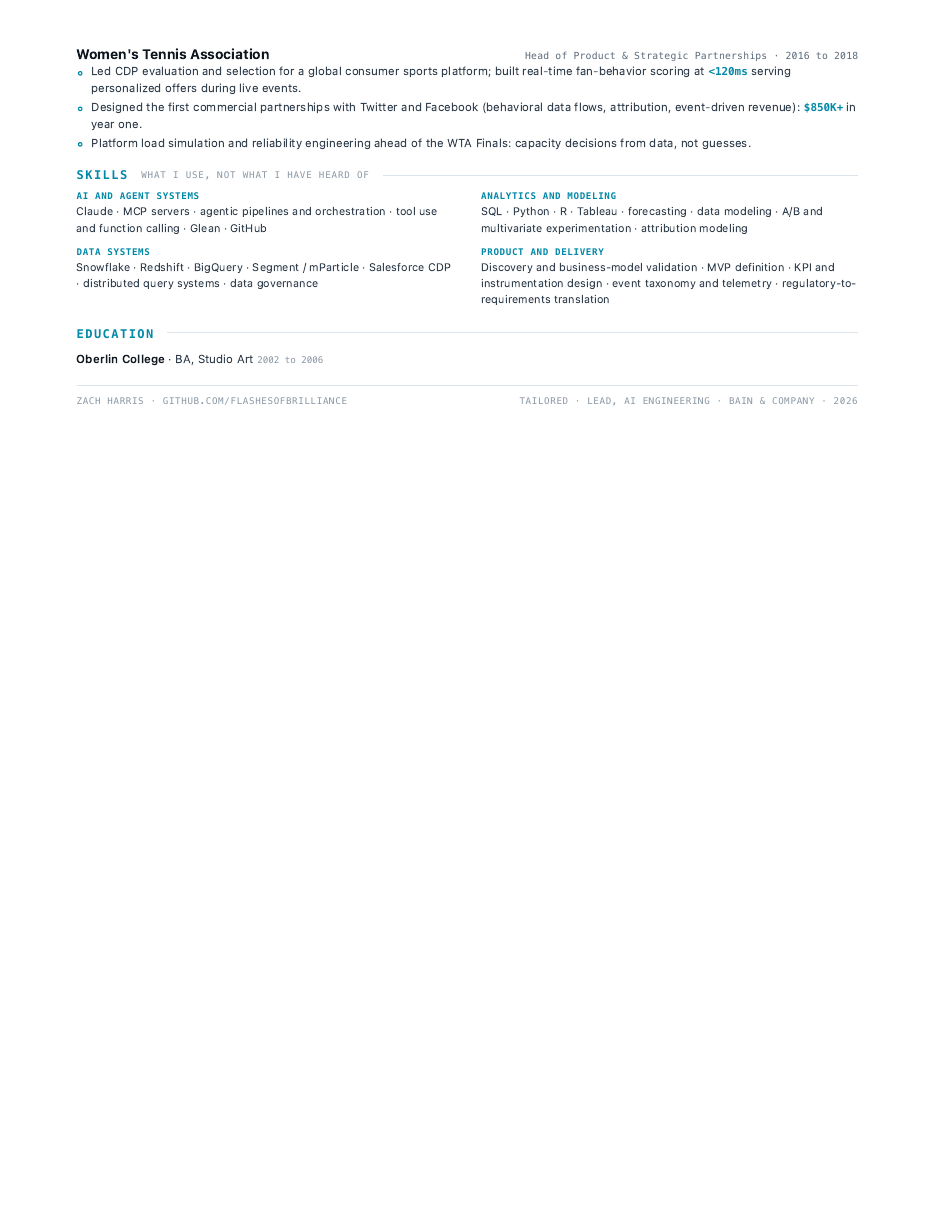 Women's Tennis Association
Head of Product & Strategic Partnerships · 2016 to 2018
Led CDP evaluation and selection for a global consumer sports platform; built real-time fan-behavior scoring at <120ms serving
personalized offers during live events.
Designed the first commercial partnerships with Twitter and Facebook (behavioral data flows, attribution, event-driven revenue): $850K+ in
year one.
Platform load simulation and reliability engineering ahead of the WTA Finals: capacity decisions from data, not guesses.
SKILLS WHAT I USE, NOT WHAT I HAVE HEARD OF
AI AND AGENT SYSTEMS
Claude · MCP servers · agentic pipelines and orchestration · tool use
and function calling · Glean · GitHub
ANALYTICS AND MODELING
SQL · Python · R · Tableau · forecasting · data modeling · A/B and
multivariate experimentation · attribution modeling
DATA SYSTEMS
Snowflake · Redshift · BigQuery · Segment / mParticle · Salesforce CDP
· distributed query systems · data governance
PRODUCT AND DELIVERY
Discovery and business-model validation · MVP definition · KPI and
instrumentation design · event taxonomy and telemetry · regulatory-to-
requirements translation
EDUCATION
Oberlin College · BA, Studio Art 2002 to 2006
ZACH HARRIS · GITHUB.COM/FLASHESOFBRILLIANCE
TAILORED · LEAD, AI ENGINEERING · BAIN & COMPANY · 2026